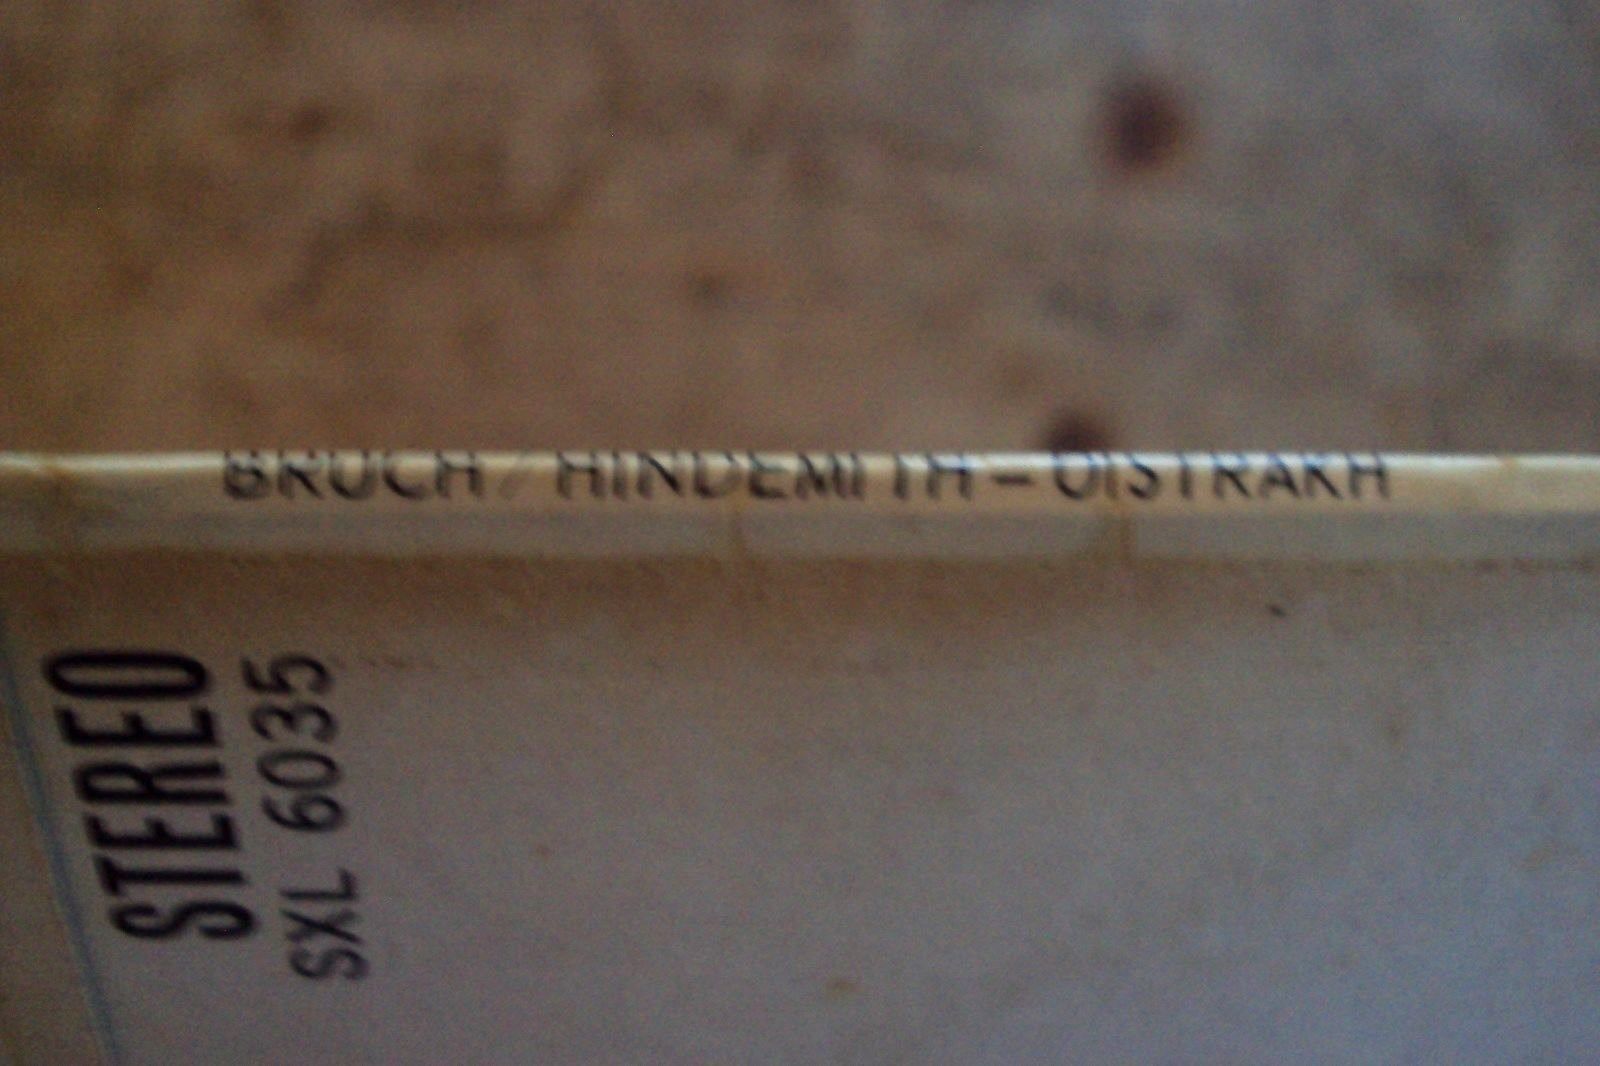 BRUCH / HINDEMITH – OISTRAKH
STEREO
SXL 6035